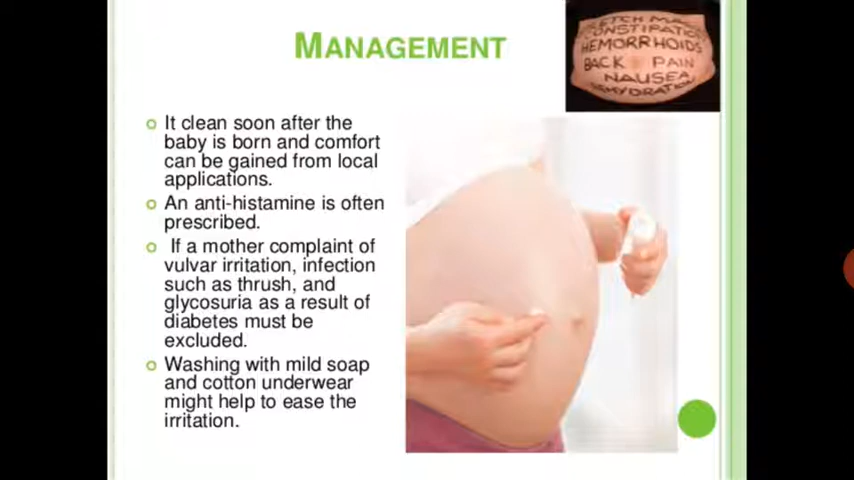 MANAGEMENT
CONSTIPATION
HEMORRHOIDS
BACK PAIN
NAUSEA
It clean soon after the
baby is born and comfort
can be gained from local
applications.
An anti-histamine is often
prescribed.
If a mother complaint of
vulvar irritation, infection
such as thrush, and
glycosuria as a result of
diabetes must be
excluded.
Washing with mild soap
and cotton underwear
might help to ease the
irritation.